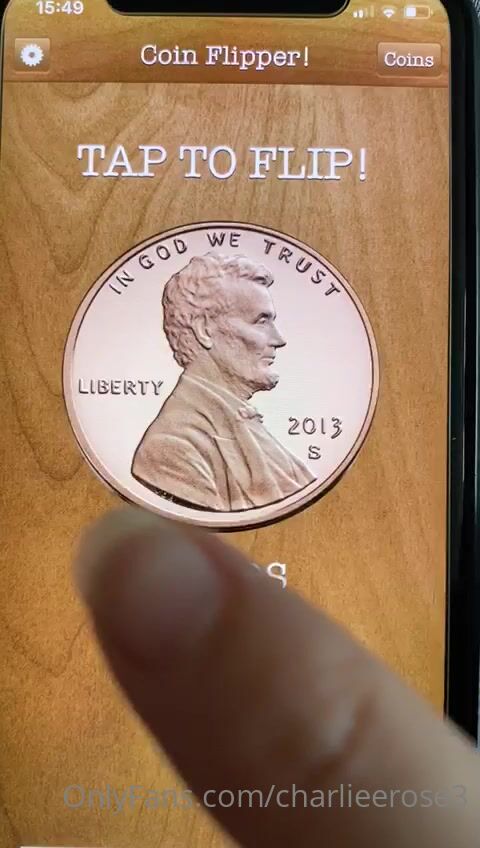 15:49
Coin Flipper!
Coins
TAP TO FLIP!
IN GOD WE TRUST
LIBERTY
2013
S
OnlyFans.com/charlieerose3